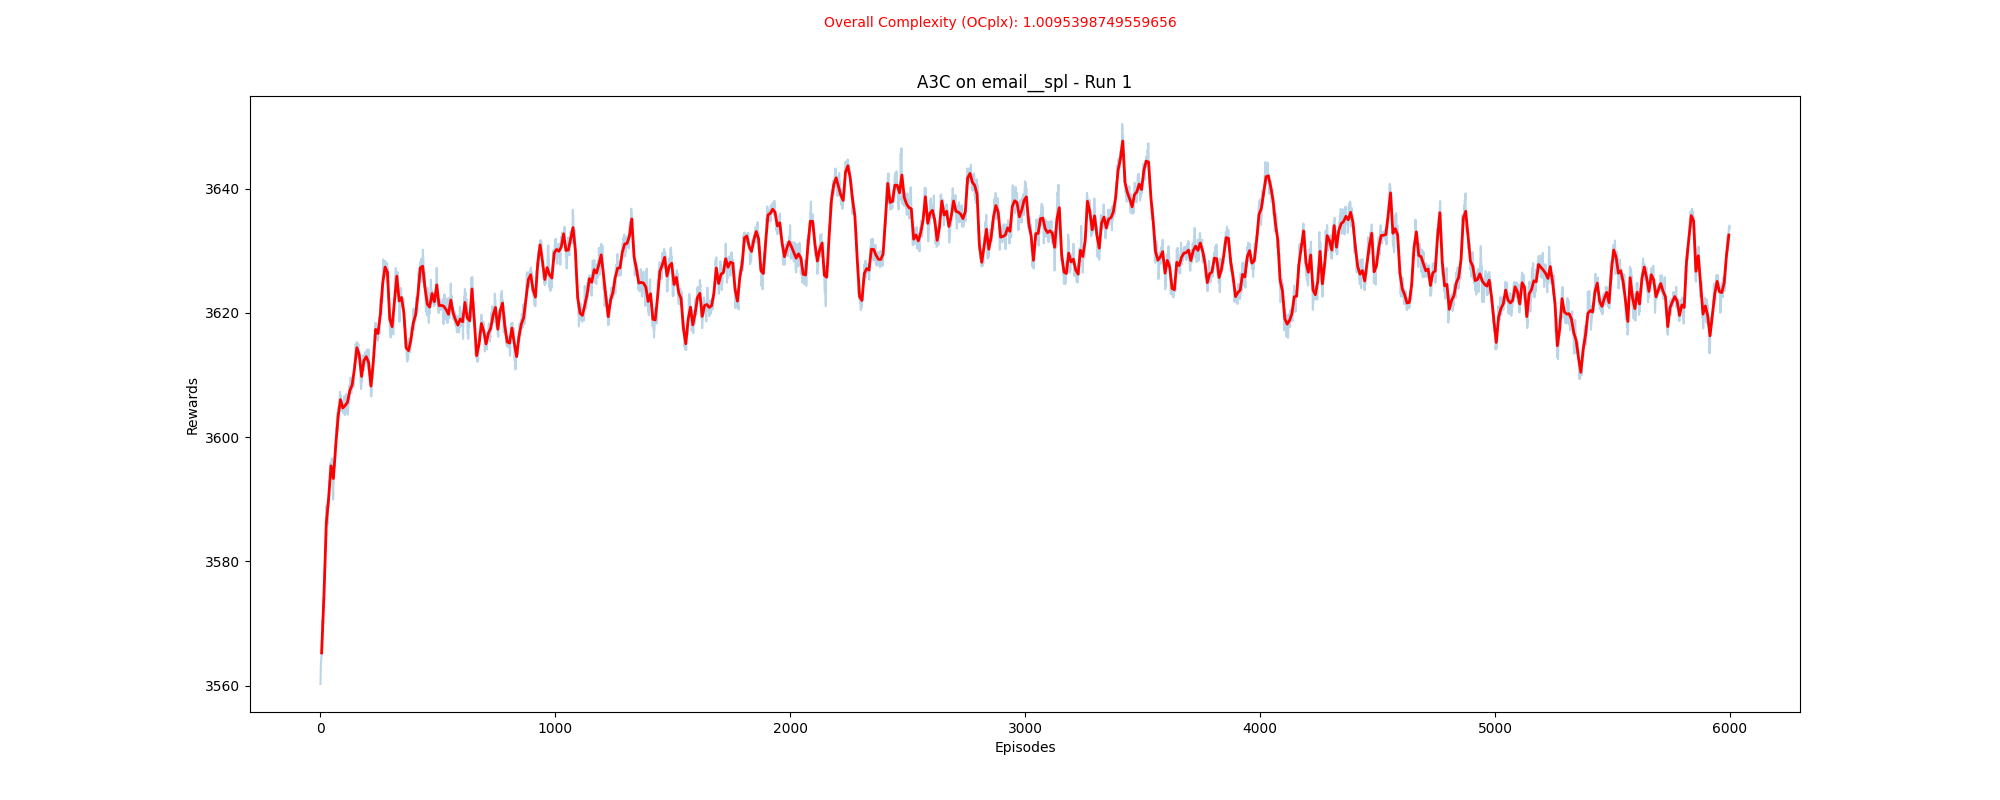 Overall Complexity (OCplx): 1.0095398749559656
A3C on email__spl - Run 1
Rewards
3640
3620
3600
3580
3560
0 1000 2000 3000 4000 5000 6000
Episodes